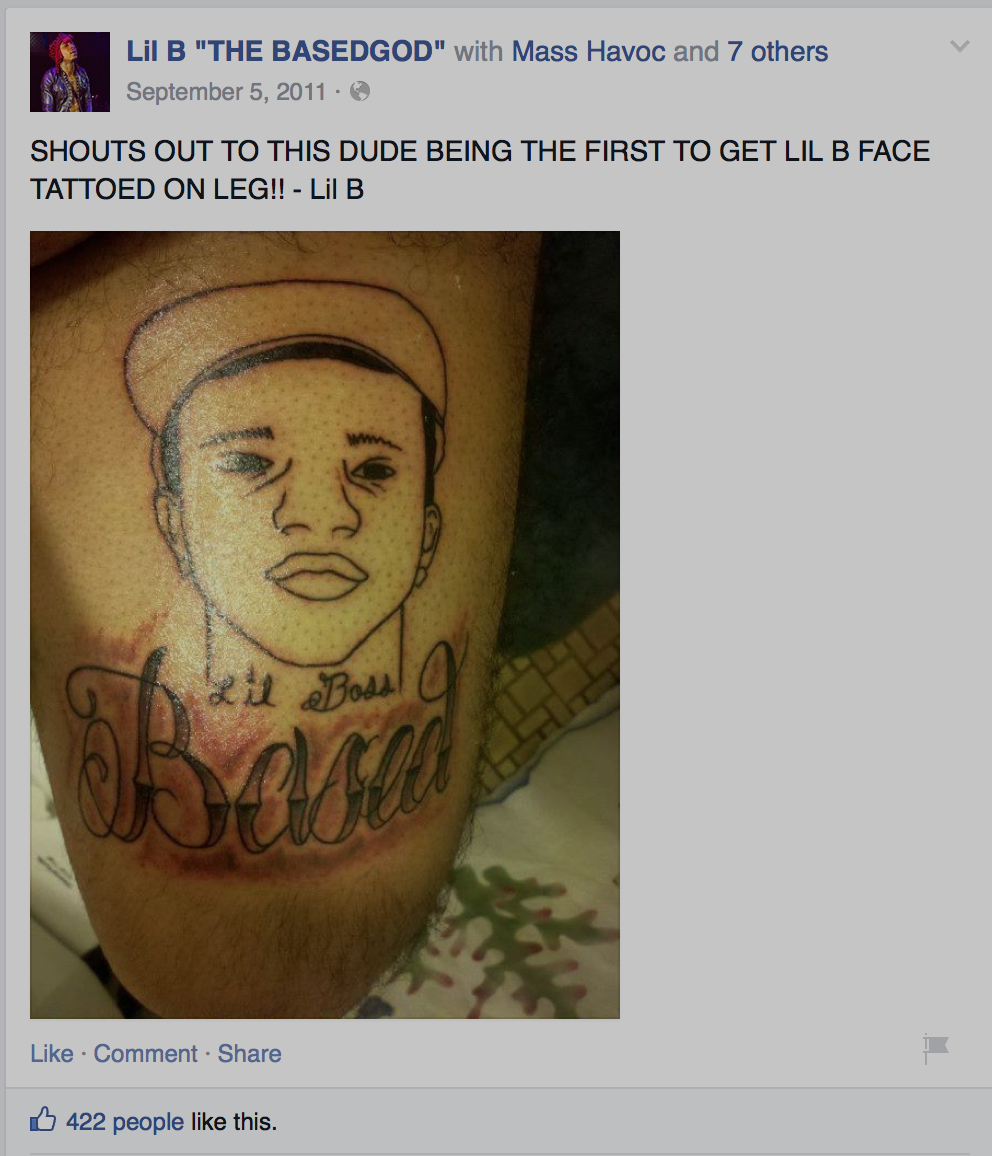 Lil B "THE BASEDGOD" with Mass Havoc and 7 others
September 5, 2011 ·
SHOUTS OUT TO THIS DUDE BEING THE FIRST TO GET LIL B FACE
TATTOED ON LEG!! - Lil B
Lil Boss
Based
Like · Comment · Share
422 people like this.